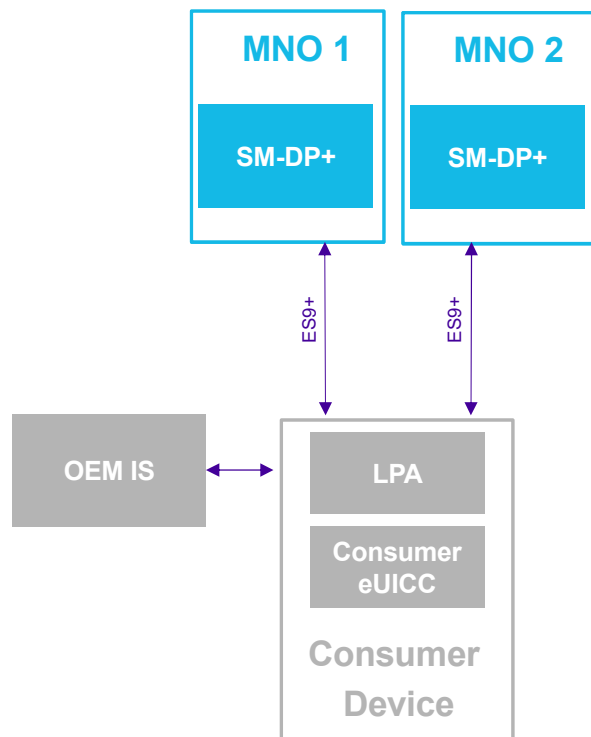 MNO 1
MNO 2
SM-DP+
SM-DP+
ES9+
ES9+
OEM IS
LPA
Consumer
eUICC
Consumer
Device